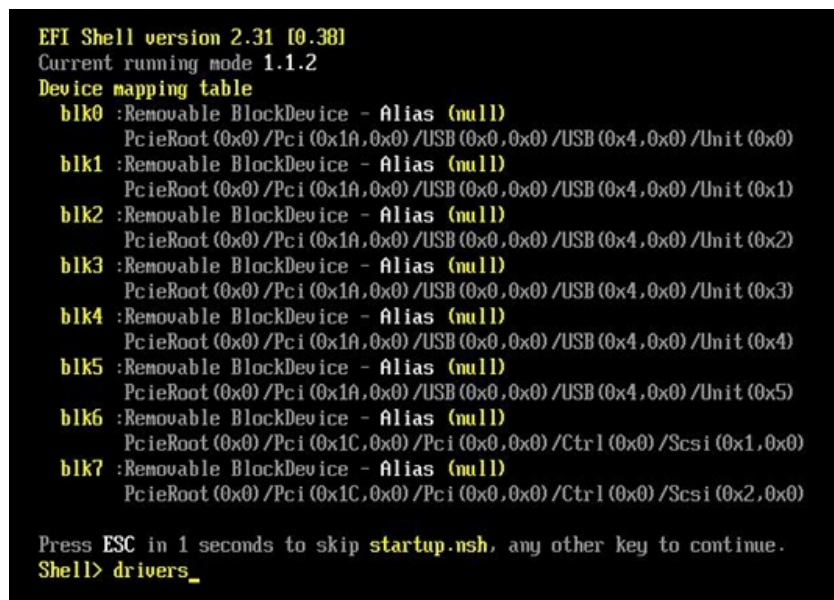 EFI Shell version 2.31 [0.38]
Current running mode 1.1.2
Device mapping table
blk0 :Removable BlockDevice - Alias (null)
PcieRoot(0x0)/Pci(0x1A,0x0)/USB(0x0,0x0)/USB(0x4,0x0)/Unit(0x0)
blk1 :Removable BlockDevice - Alias (null)
PcieRoot(0x0)/Pci(0x1A,0x0)/USB(0x0,0x0)/USB(0x4,0x0)/Unit(0x1)
blk2 :Removable BlockDevice - Alias (null)
PcieRoot(0x0)/Pci(0x1A,0x0)/USB(0x0,0x0)/USB(0x4,0x0)/Unit(0x2)
blk3 :Removable BlockDevice - Alias (null)
PcieRoot(0x0)/Pci(0x1A,0x0)/USB(0x0,0x0)/USB(0x4,0x0)/Unit(0x3)
blk4 :Removable BlockDevice - Alias (null)
PcieRoot(0x0)/Pci(0x1A,0x0)/USB(0x0,0x0)/USB(0x4,0x0)/Unit(0x4)
blk5 :Removable BlockDevice - Alias (null)
PcieRoot(0x0)/Pci(0x1A,0x0)/USB(0x0,0x0)/USB(0x4,0x0)/Unit(0x5)
blk6 :Removable BlockDevice - Alias (null)
PcieRoot(0x0)/Pci(0x1C,0x0)/Pci(0x0,0x0)/Ctrl(0x0)/Scsi(0x1,0x0)
blk7 :Removable BlockDevice - Alias (null)
PcieRoot(0x0)/Pci(0x1C,0x0)/Pci(0x0,0x0)/Ctrl(0x0)/Scsi(0x2,0x0)
Press ESC in 1 seconds to skip startup.nsh, any other key to continue.
Shell> drivers_